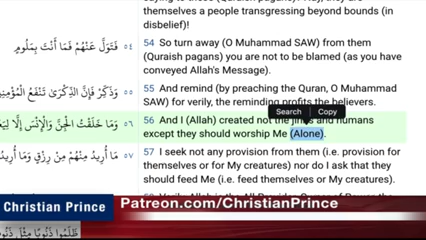 themselves a people transgressing beyond bounds (in
disbelief)!
٥٤ فَتَوَلَّ عَنْهُمْ فَمَا أَنْتَ بِمَلُومٍ
54 So turn away (O Muhammad SAW) from them
(Quraish pagans) you are not to be blamed (as you
have conveyed Allah's Message).
٥٥ وَذَكِّرْ فَإِنَّ الذِّكْرَىٰ تَنْفَعُ
55 And remind (by preaching the Quran, O Muhammad
SAW) for verily, the reminding profits the believers.
Search Copy
٥٦ وَمَا خَلَقْتُ الْجِنَّ وَالْإِنْسَ إِلَّا
56 And I (Allah) created not the jinns and humans
except they should worship Me (Alone).
٥٧ مَا أُرِيدُ مِنْهُمْ مِنْ رِزْقٍ وَمَا أُرِيدُ
57 I seek not any provision from them (i.e. provision for
themselves or for My creatures) nor do I ask that they
should feed Me (i.e. feed themselves or My creatures).
Christian Prince
Patreon.com/ChristianPrince